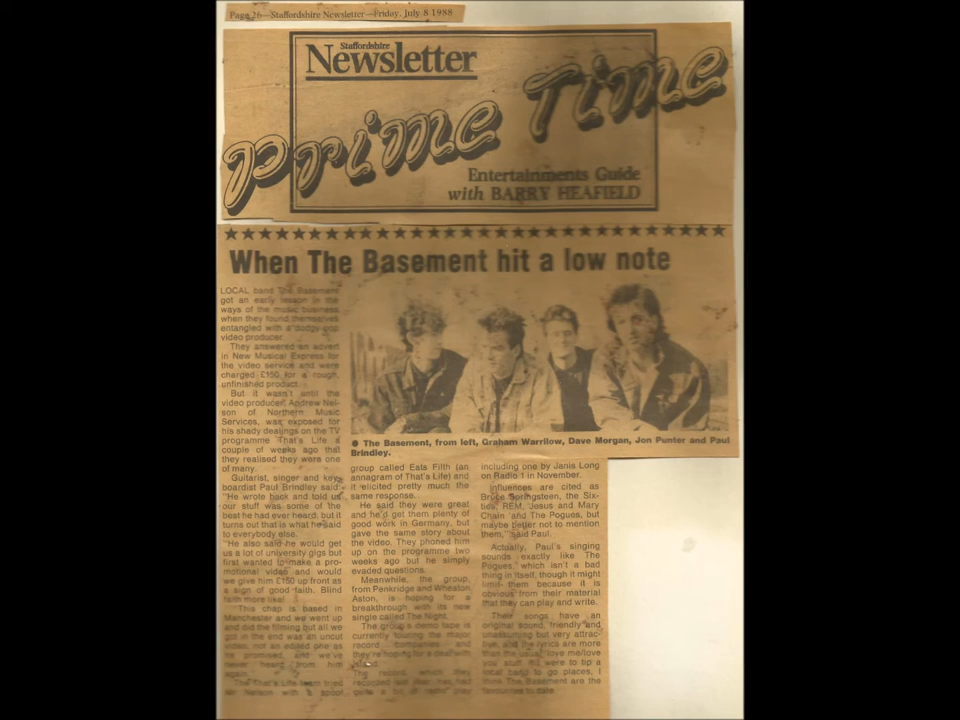 Page 26—Staffordshire Newsletter—Friday, July 8 1988
Staffordshire
Newsletter
Prime Time
Entertainments Guide
with BARRY HEAFIELD
When The Basement hit a low note
LOCAL band The Basement
got an early lesson in the
ways of the music business
when they found themselves
entangled with a dodgy pop
video producer.
They answered an advert
in New Musical Express for
the video service and were
charged £150 for a rough,
unfinished product.
But it wasn't until the
video producer, Andrew Nel-
son of Northern Music
Services, was exposed for
his shady dealings on the TV
programme That's Life a
couple of weeks ago that
they realised they were one
of many.
Guitarist, singer and key-
boardist Paul Brindley said:
"He wrote back and told us
our stuff was some of the
best he had ever heard, but it
turns out that is what he said
to everybody else.
"He also said he would get
us a lot of university gigs but
first wanted to make a pro-
motional video and would
we give him £150 up front as
a sign of good faith. Blind
faith more like!
"This chap is based in
Manchester and we went up
and did the filming but all we
got in the end was an uncut
video, not an edited one as
he promised, and we've
never heard from him
again."
The That's Life team tried
Mr Nelson with a spoof
● The Basement, from left, Graham Warrilow, Dave Morgan, Jon Punter and Paul
Brindley.
group called Eats Filth (an
annagram of That's Life) and
it elicited pretty much the
same response.
He said they were great
and he'd get them plenty of
good work in Germany, but
gave the same story about
the video. They phoned him
up on the programme two
weeks ago but he simply
evaded questions.
Meanwhile, the group,
from Penkridge and Wheaton
Aston, is hoping for a
breakthrough with its new
single called The Night.
The group's demo tape is
currently touring the major
record companies and
they're hoping for a deal with
The record, which they
recorded last year, has had
quite a bit of radio play
including one by Janis Long
on Radio 1 in November.
Influences are cited as
Bruce Springsteen, the Six-
ties, REM, Jesus and Mary
Chain and The Pogues, but
maybe better not to mention
them," said Paul.
Actually, Paul's singing
sounds exactly like The
Pogues, which isn't a bad
thing in itself, though it might
limit them because it is
obvious from their material
that they can play and write.
Their songs have an
original sound, friendly and
unassuming but very attrac-
tive, and the lyrics are more
than the usual 'love me/love
you' stuff. If I were to tip a
local band to go places, I
think The Basement are the
favourites to date.